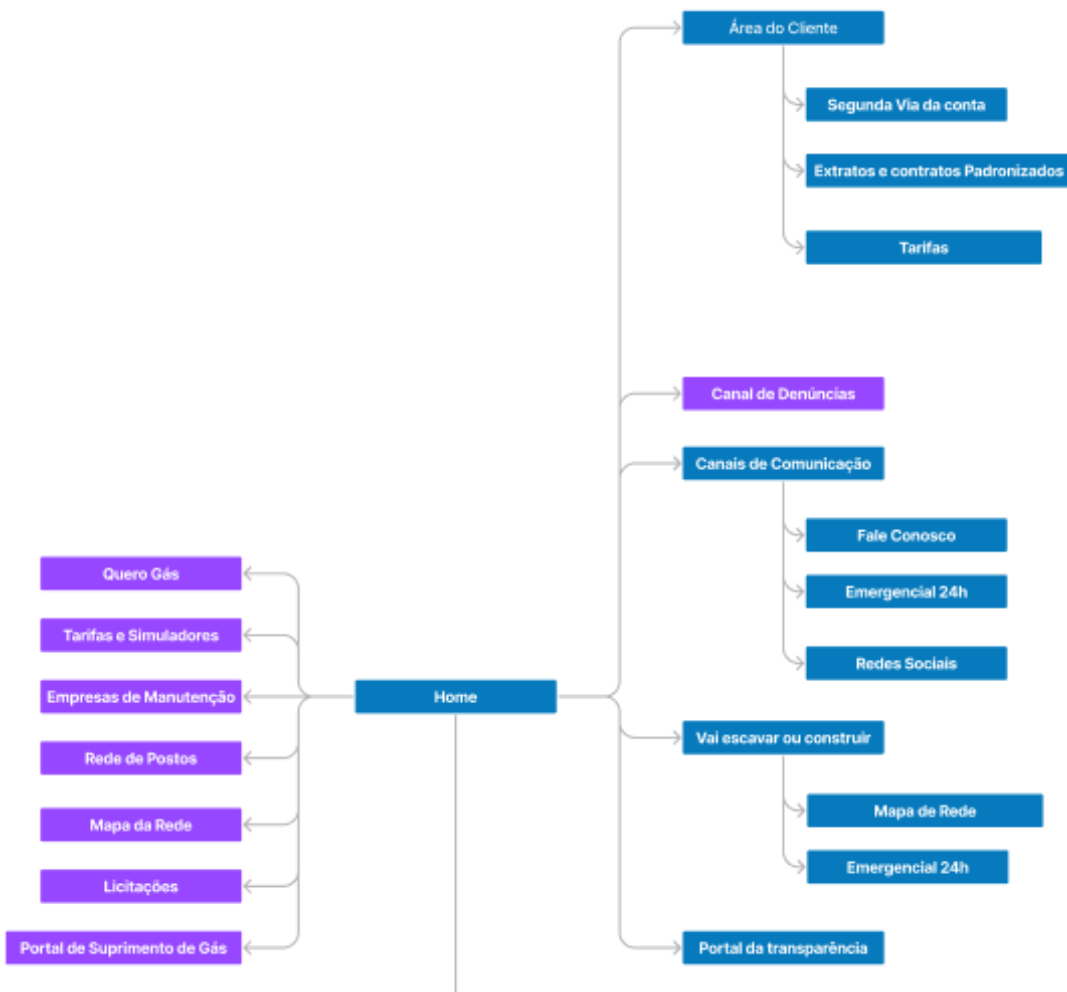 Área do Cliente
Segunda Via da conta
Extratos e contratos Padronizados
Tarifas
Canal de Denúncias
Canais de Comunicação
Fale Conosco
Emergencial 24h
Redes Sociais
Quero Gás
Tarifas e Simuladores
Empresas de Manutenção
Rede de Postos
Mapa da Rede
Licitações
Portal de Suprimento de Gás
Home
Vai escavar ou construir
Mapa de Rede
Emergencial 24h
Portal da transparência